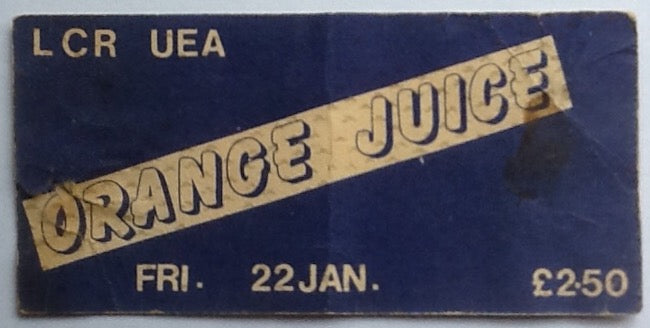 LCR UEA
ORANGE JUICE
FRI. 22 JAN.
£2·50